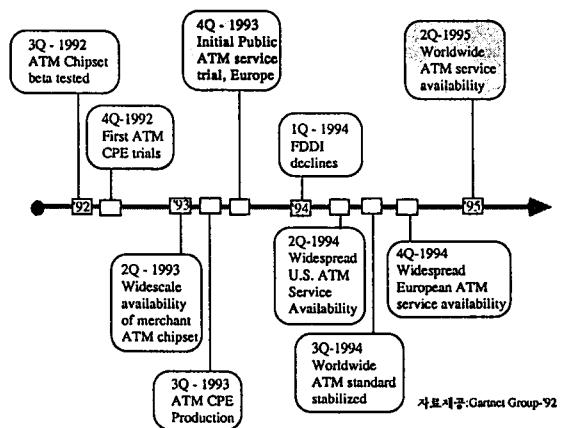 3Q - 1992
ATM Chipset
beta tested
4Q - 1993
Initial Public
ATM service
trial, Europe
2Q-1995
Worldwide
ATM service
availability
4Q-1992
First ATM
CPE trials
1Q - 1994
FDDI
declines
'92
'93
'94
'95
2Q - 1993
Widescale
availability
of merchant
ATM chipset
2Q-1994
Widespread
U.S. ATM
Service
Availability
4Q-1994
Widespread
European ATM
service availability
3Q - 1993
ATM CPE
Production
3Q-1994
Worldwide
ATM standard
stabilized
자료제공:Gartnet Group-'92